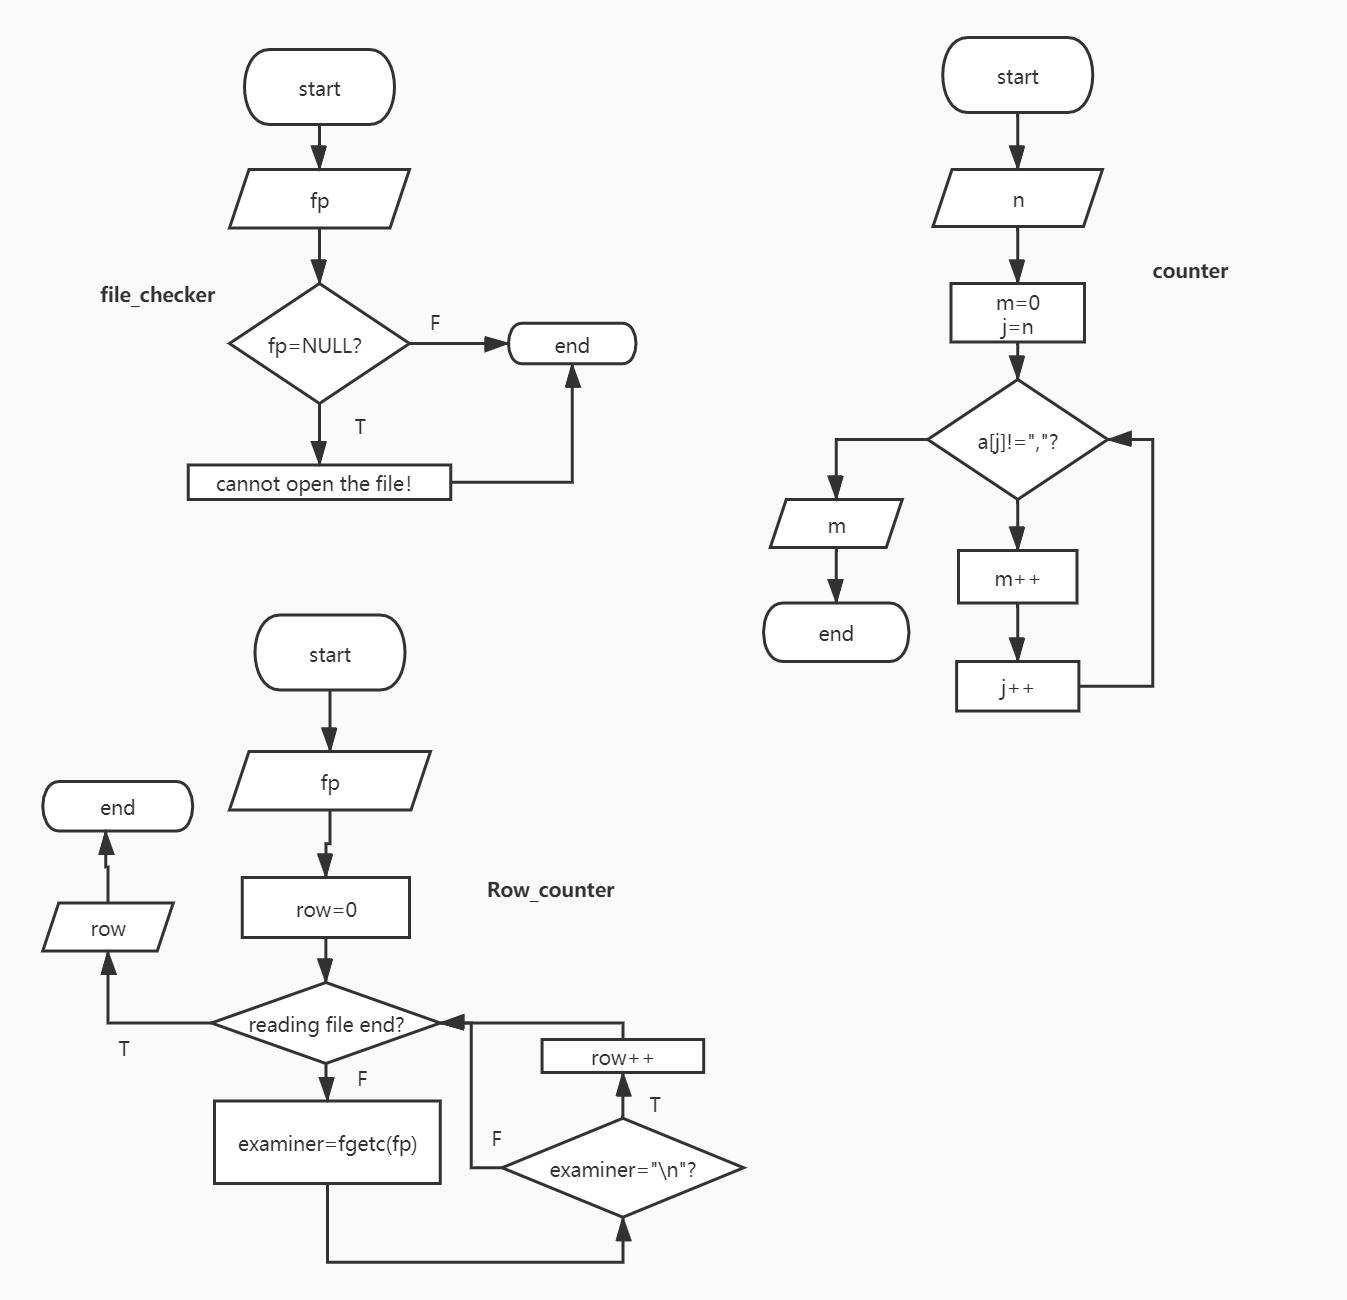 start
fp
file_checker
fp=NULL?
F
end
T
cannot open the file!
start
n
counter
m=0
j=n
a[j]!=","?
m
m++
end
j++
start
fp
end
row=0
Row_counter
row
reading file end?
T
F
row++
T
examiner=fgetc(fp)
F
examiner="\n"?